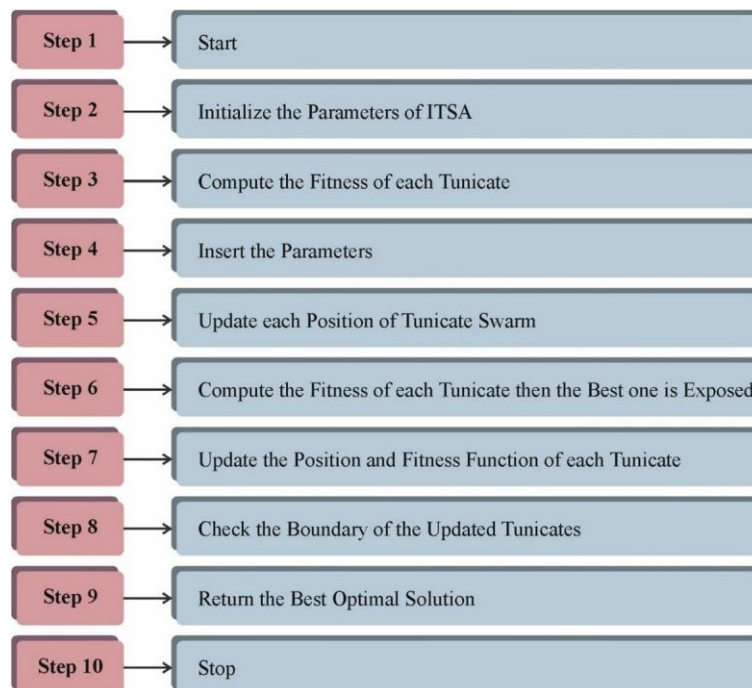 Step 1
Start
Step 2
Initialize the Parameters of ITSA
Step 3
Compute the Fitness of each Tunicate
Step 4
Insert the Parameters
Step 5
Update each Position of Tunicate Swarm
Step 6
Compute the Fitness of each Tunicate then the Best one is Exposed
Step 7
Update the Position and Fitness Function of each Tunicate
Step 8
Check the Boundary of the Updated Tunicates
Step 9
Return the Best Optimal Solution
Step 10
Stop